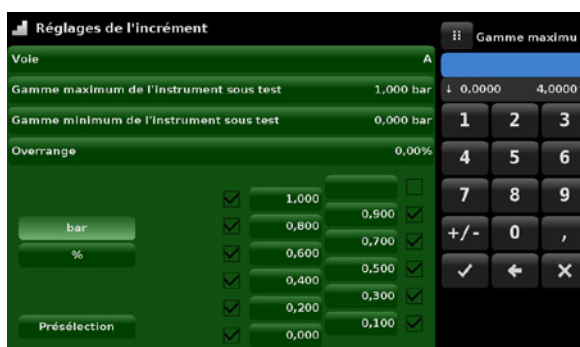 Réglages de l'incrément
Voie A
Gamme maximum de l'instrument sous test 1,000 bar
Gamme minimum de l'instrument sous test 0,000 bar
Overrange 0,00%
bar
%
Présélection
1,000
0,900
0,800
0,700
0,600
0,500
0,400
0,300
0,200
0,100
0,000
Gamme maximu
↓ 0,0000 4,0000
1 2 3
4 5 6
7 8 9
+/- 0 ,